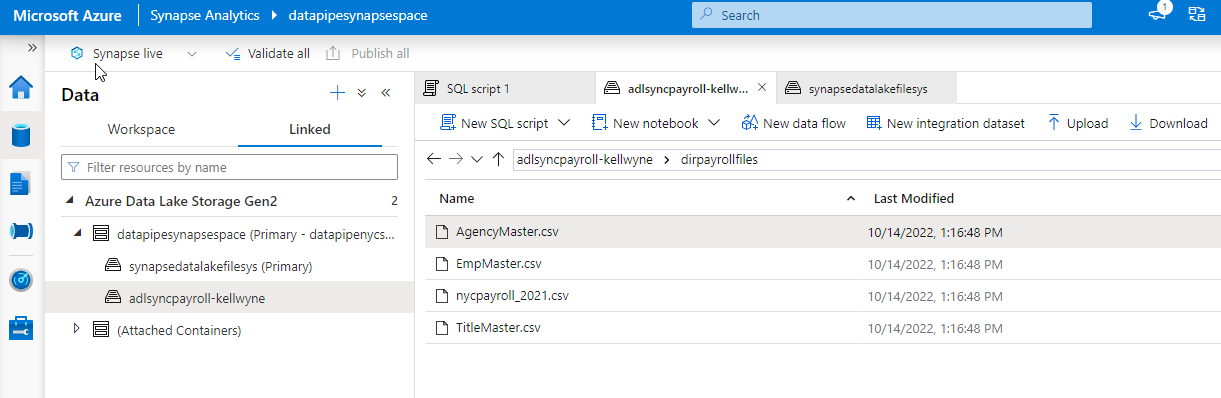 Microsoft Azure Synapse Analytics datapipesynapsespace Search 1
Synapse live Validate all Publish all
Data
Workspace Linked
Filter resources by name
Azure Data Lake Storage Gen2 2
datapipesynapsespace (Primary - datapipenycs...
synapsedatalakefilesys (Primary)
adlsyncpayroll-kellwyne
(Attached Containers)
SQL script 1 adlsyncpayroll-kellw... synapsedatalakefilesys
New SQL script New notebook New data flow New integration dataset Upload Download
adlsyncpayroll-kellwyne dirpayrollfiles
Name Last Modified
AgencyMaster.csv 10/14/2022, 1:16:48 PM
EmpMaster.csv 10/14/2022, 1:16:48 PM
nycpayroll_2021.csv 10/14/2022, 1:16:48 PM
TitleMaster.csv 10/14/2022, 1:16:48 PM